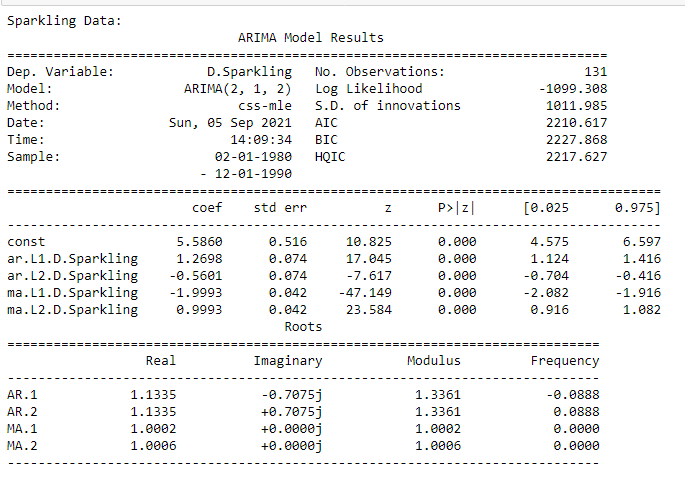 Sparkling Data:
ARIMA Model Results
==============================================================================
Dep. Variable: D.Sparkling No. Observations: 131
Model: ARIMA(2, 1, 2) Log Likelihood -1099.308
Method: css-mle S.D. of innovations 1011.985
Date: Sun, 05 Sep 2021 AIC 2210.617
Time: 14:09:34 BIC 2227.868
Sample: 02-01-1980 HQIC 2217.627
- 12-01-1990
=====================================================================================
coef std err z P>|z| [0.025 0.975]
-------------------------------------------------------------------------------------
const 5.5860 0.516 10.825 0.000 4.575 6.597
ar.L1.D.Sparkling 1.2698 0.074 17.045 0.000 1.124 1.416
ar.L2.D.Sparkling -0.5601 0.074 -7.617 0.000 -0.704 -0.416
ma.L1.D.Sparkling -1.9993 0.042 -47.149 0.000 -2.082 -1.916
ma.L2.D.Sparkling 0.9993 0.042 23.584 0.000 0.916 1.082
Roots
=============================================================================
Real Imaginary Modulus Frequency
-----------------------------------------------------------------------------
AR.1 1.1335 -0.7075j 1.3361 -0.0888
AR.2 1.1335 +0.7075j 1.3361 0.0888
MA.1 1.0002 +0.0000j 1.0002 0.0000
MA.2 1.0006 +0.0000j 1.0006 0.0000
-----------------------------------------------------------------------------